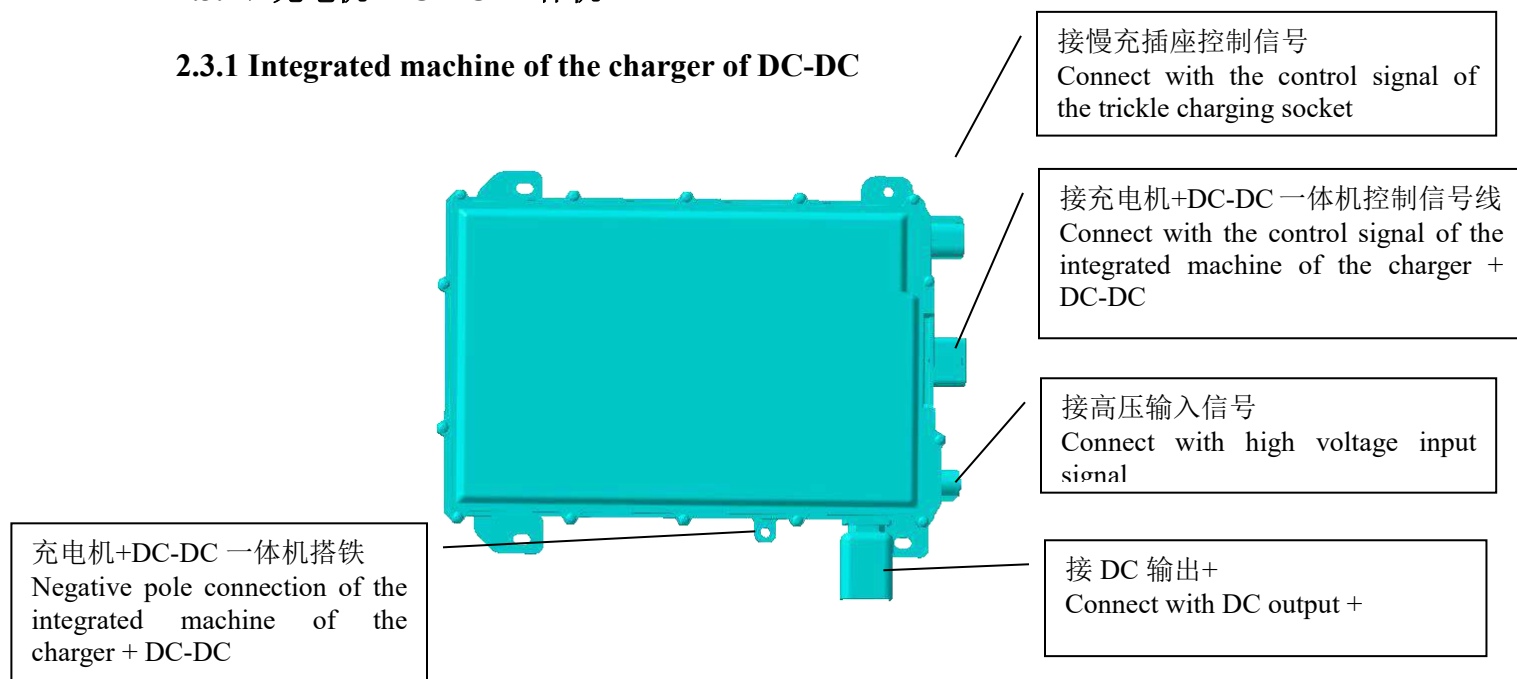 2.3.1 Integrated machine of the charger of DC-DC
接慢充插座控制信号
Connect with the control signal of
the trickle charging socket
接充电机+DC-DC 一体机控制信号线
Connect with the control signal of the
integrated machine of the charger +
DC-DC
接高压输入信号
Connect with high voltage input
signal
充电机+DC-DC 一体机搭铁
Negative pole connection of the
integrated machine of the
charger + DC-DC
接 DC 输出+
Connect with DC output +